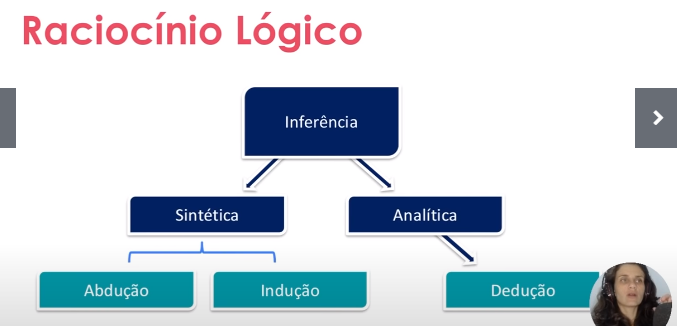 Raciocínio Lógico
Inferência
Sintética
Analítica
Abdução
Indução
Dedução